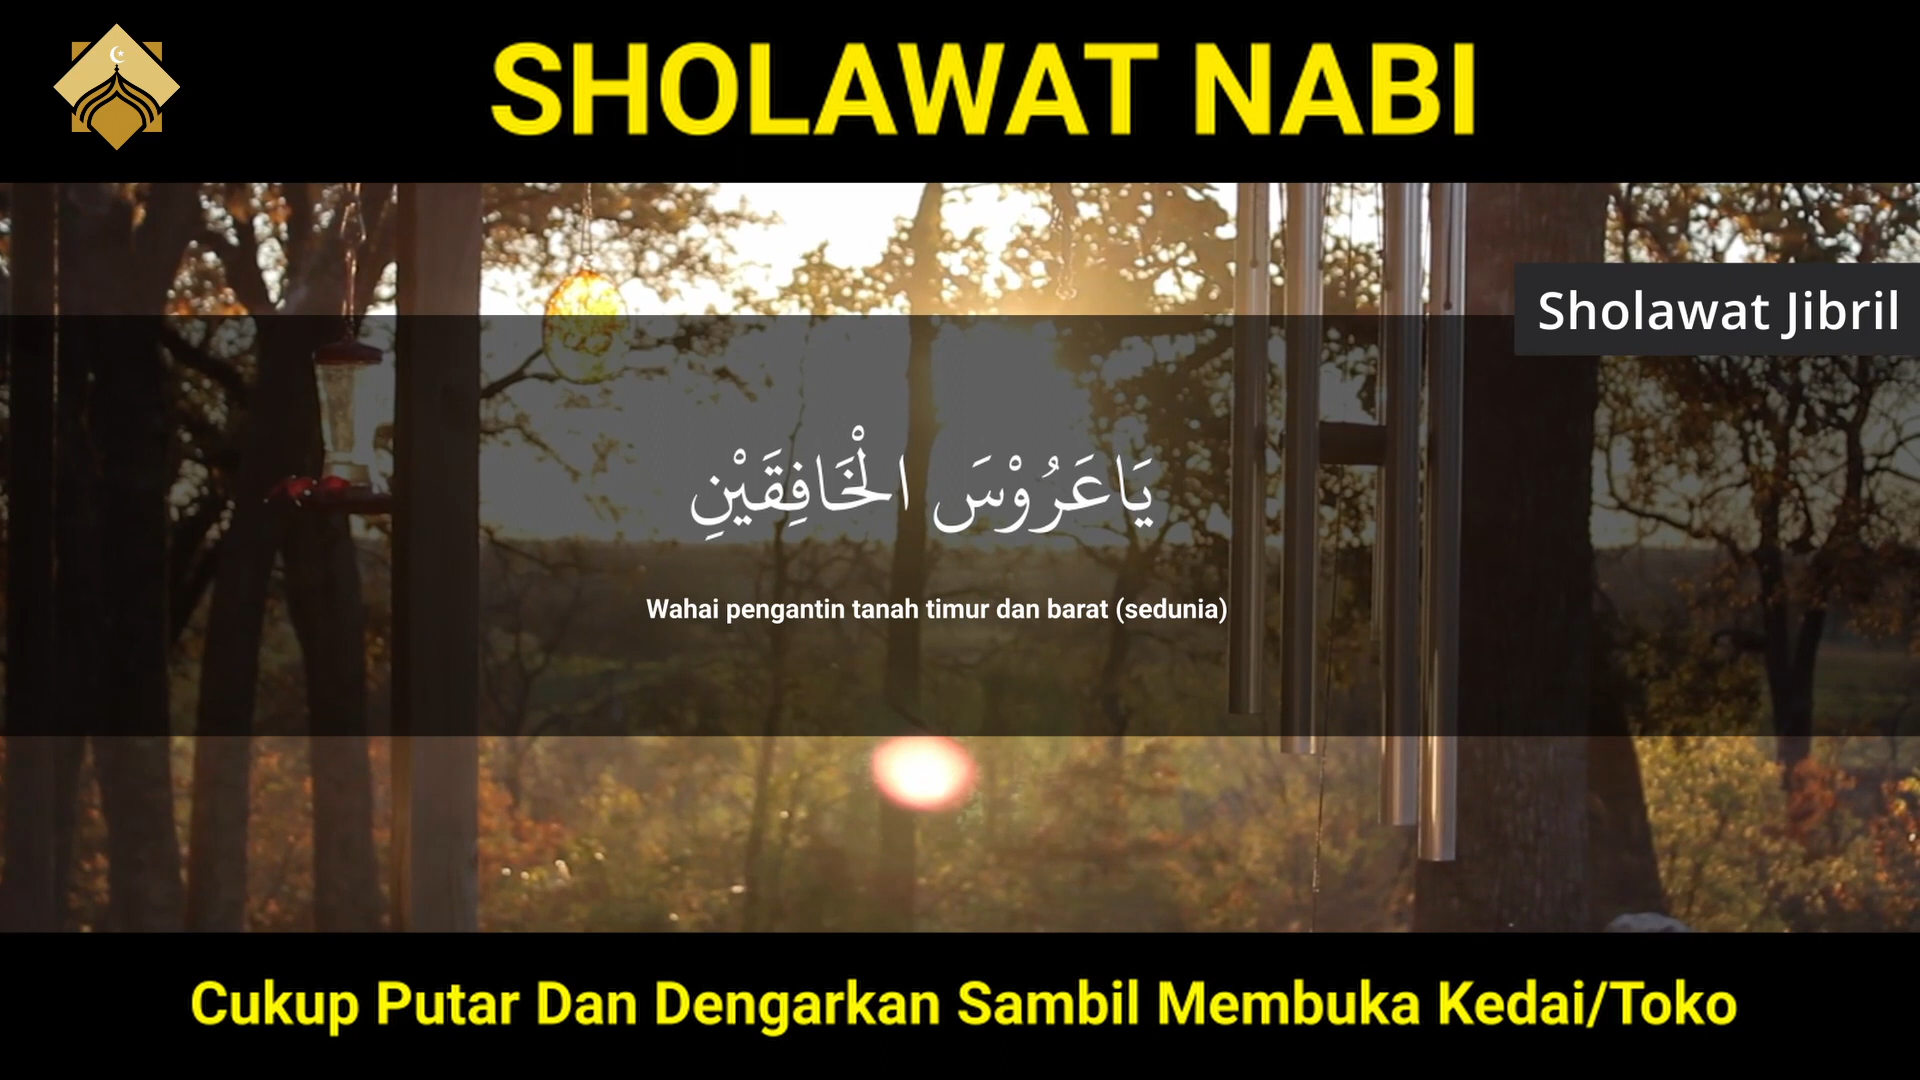 SHOLAWAT NABI
Sholawat Jibril
يَاعَرُوْسَ الْخَافِقَيْنِ
Wahai pengantin tanah timur dan barat (sedunia)
Cukup Putar Dan Dengarkan Sambil Membuka Kedai/Toko